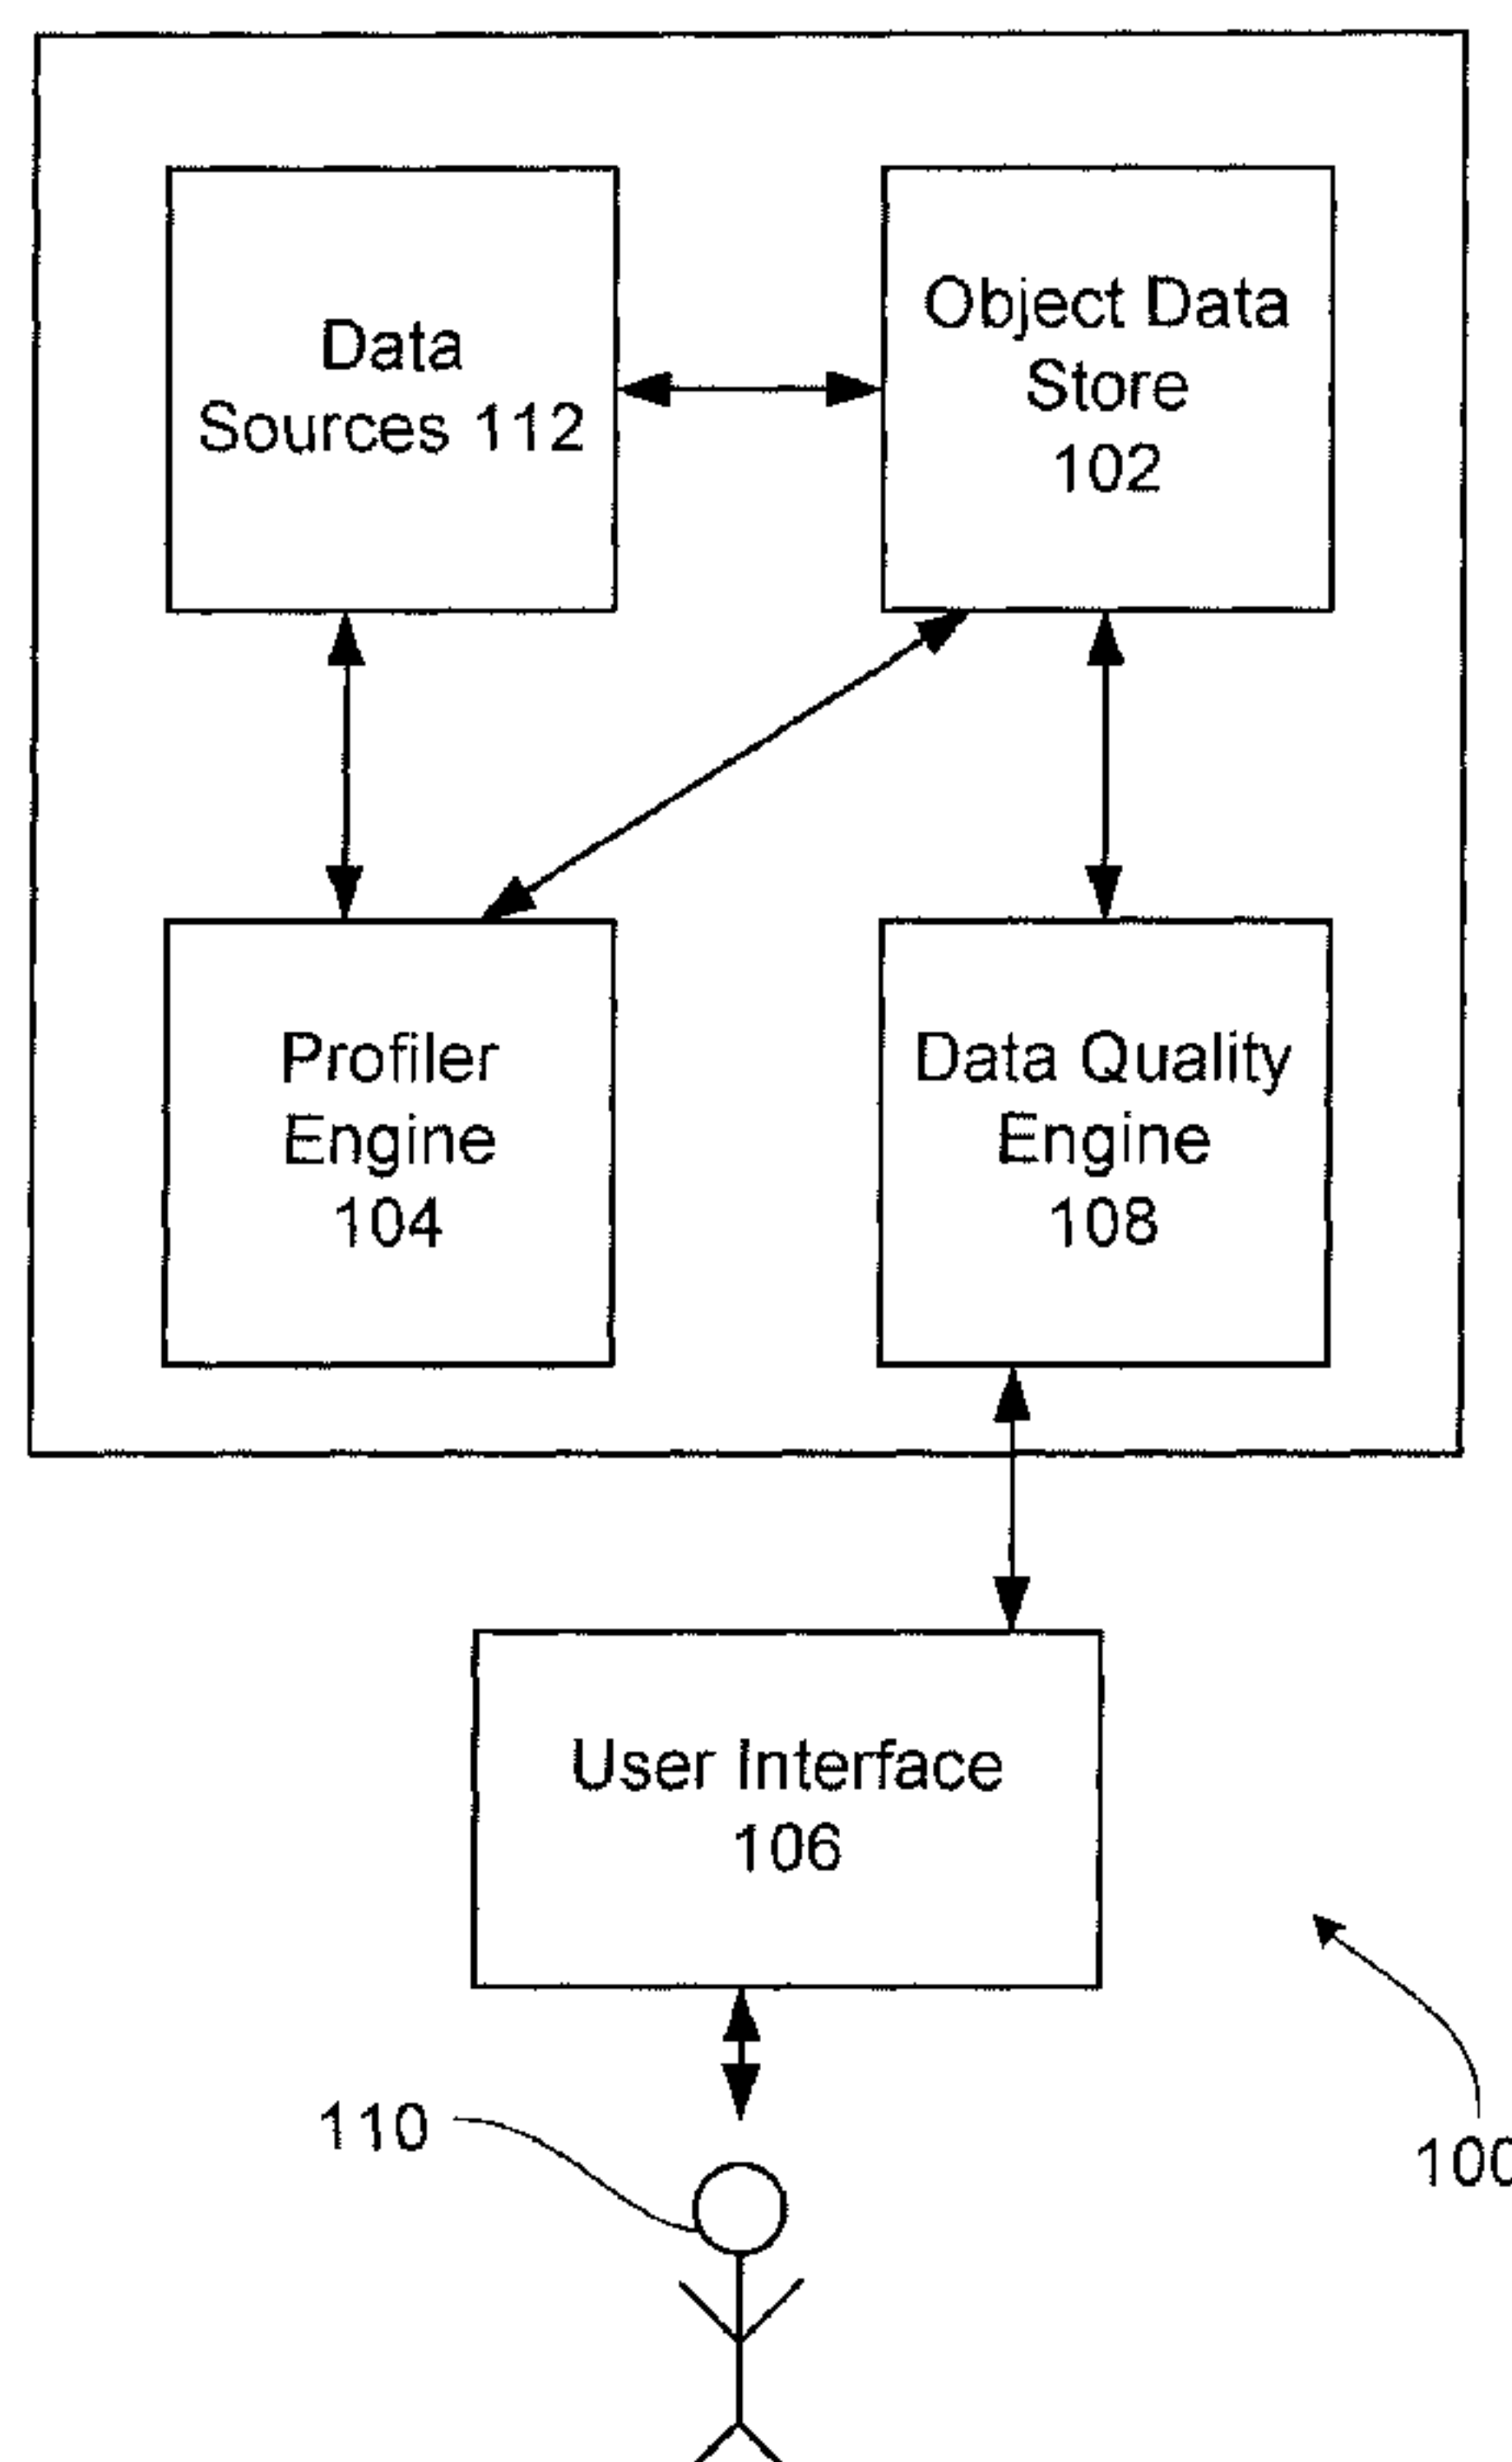 Data
Sources 112
Object Data
Store
102
Profiler
Engine
104
Data Quality
Engine
108
User Interface
106
110
100